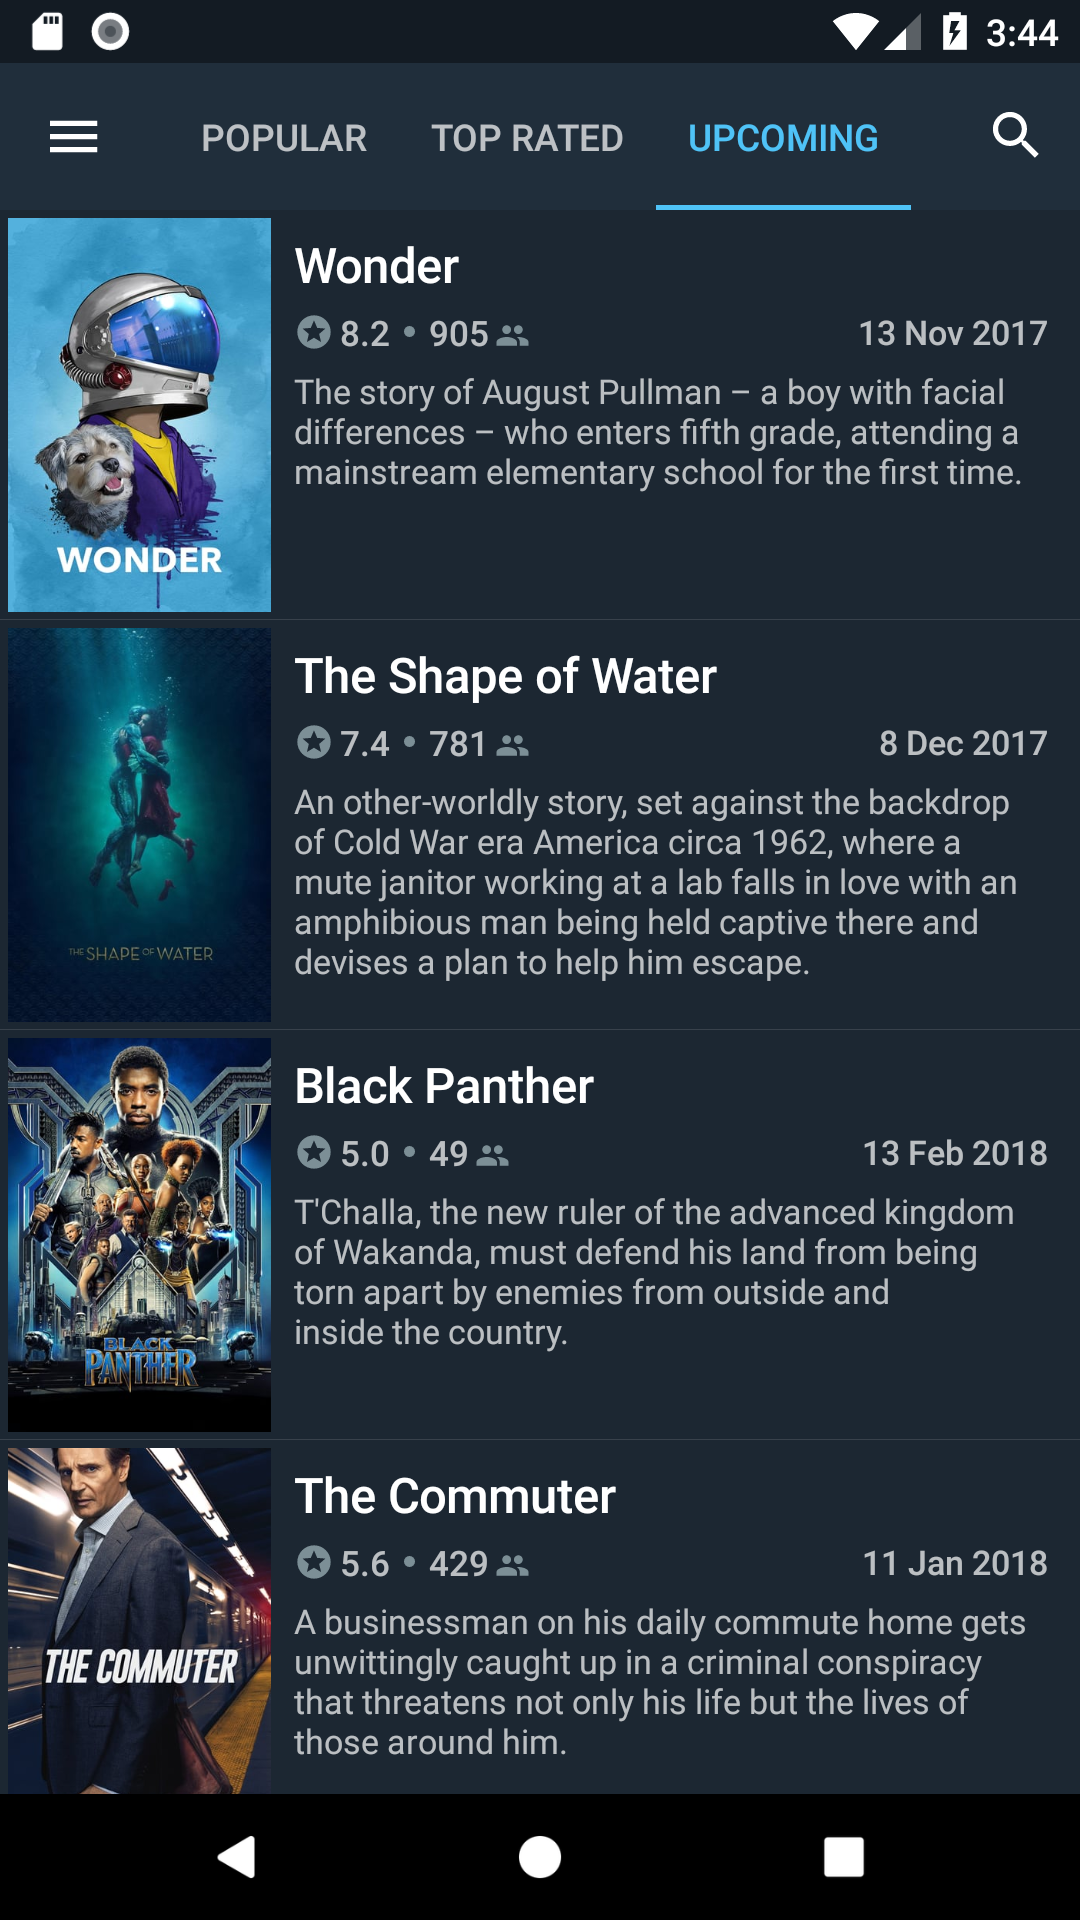 3:44
POPULAR TOP RATED UPCOMING
WONDER
Wonder
8.2 • 905
13 Nov 2017
The story of August Pullman – a boy with facial
differences – who enters fifth grade, attending a
mainstream elementary school for the first time.
THE SHAPE OF WATER
The Shape of Water
7.4 • 781
8 Dec 2017
An other-worldly story, set against the backdrop
of Cold War era America circa 1962, where a
mute janitor working at a lab falls in love with an
amphibious man being held captive there and
devises a plan to help him escape.
BLACK
PANTHER
Black Panther
5.0 • 49
13 Feb 2018
T'Challa, the new ruler of the advanced kingdom
of Wakanda, must defend his land from being
torn apart by enemies from outside and
inside the country.
THE COMMUTER
The Commuter
5.6 • 429
11 Jan 2018
A businessman on his daily commute home gets
unwittingly caught up in a criminal conspiracy
that threatens not only his life but the lives of
those around him.